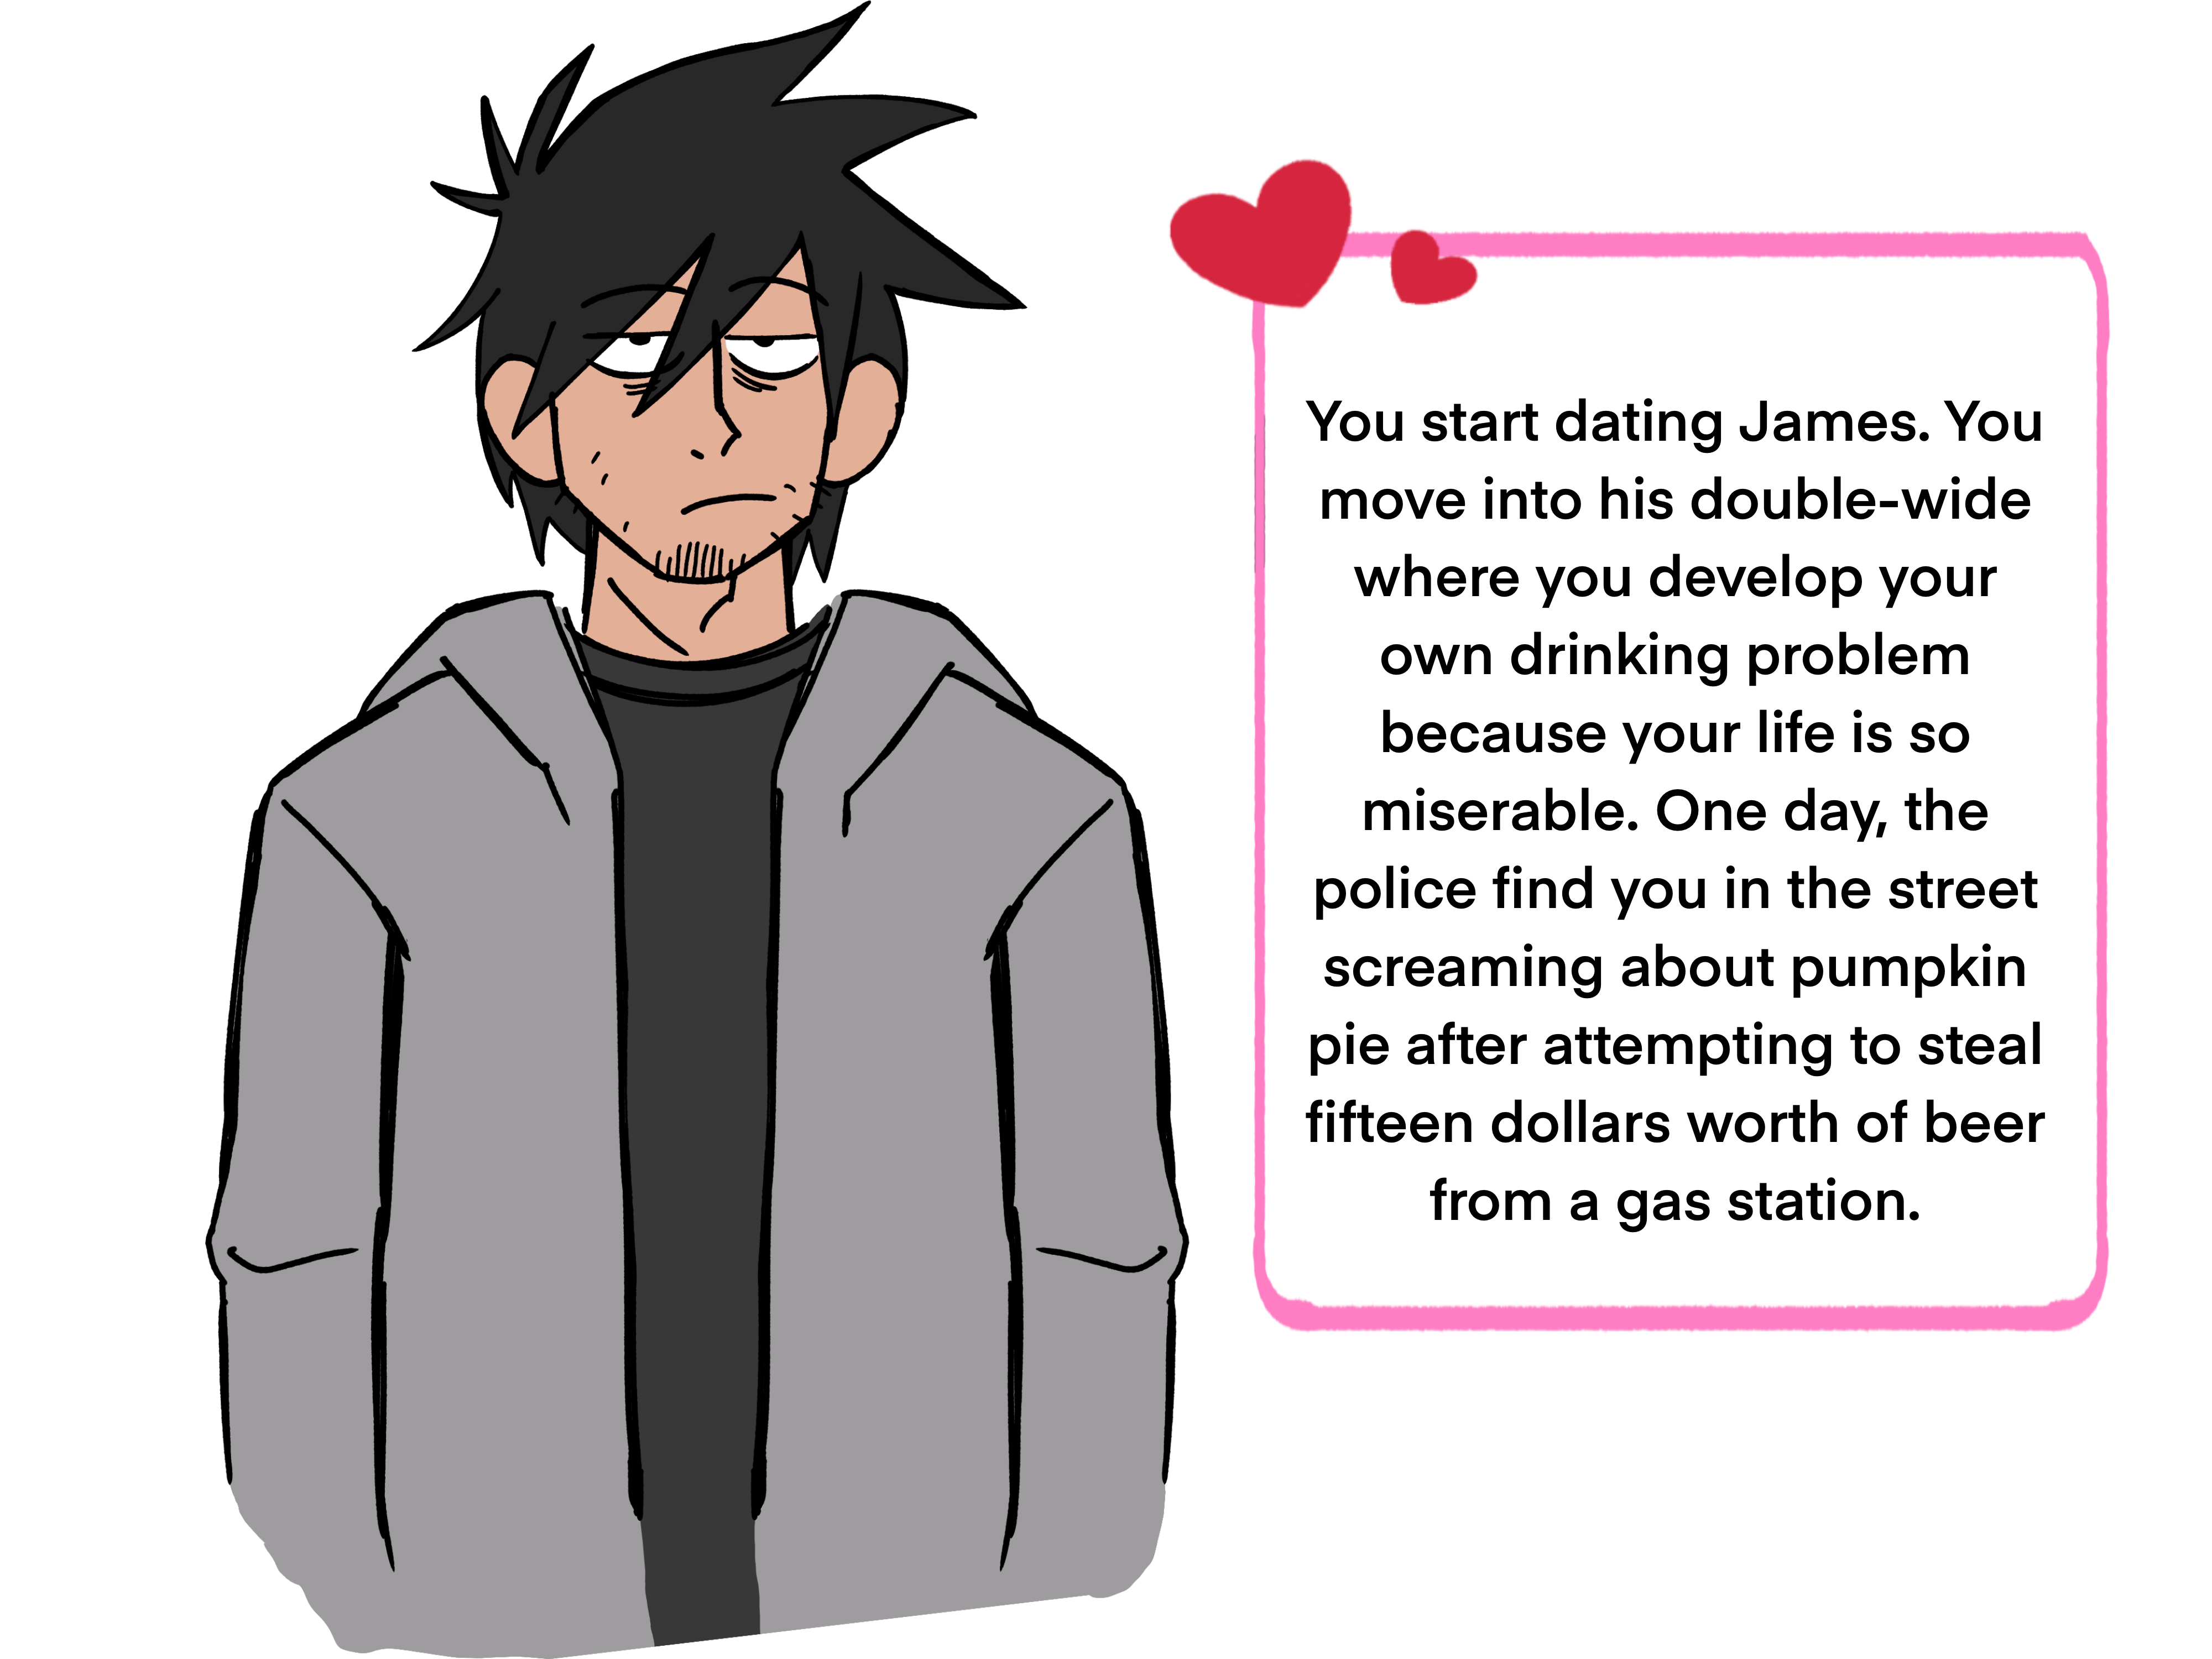 You start dating James. You
move into his double-wide
where you develop your
own drinking problem
because your life is so
miserable. One day, the
police find you in the street
screaming about pumpkin
pie after attempting to steal
fifteen dollars worth of beer
from a gas station.